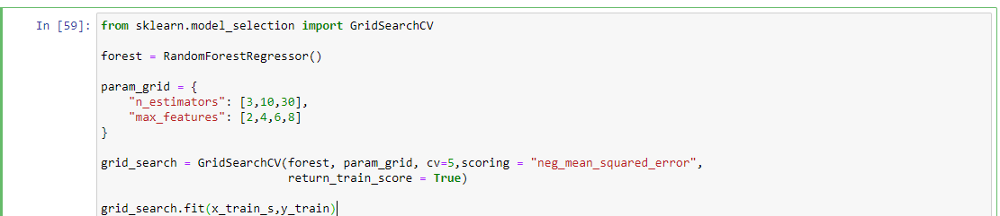 In [59]: from sklearn.model_selection import GridSearchCV
forest = RandomForestRegressor()
param_grid = {
    "n_estimators": [3,10,30],
    "max_features": [2,4,6,8]
}
grid_search = GridSearchCV(forest, param_grid, cv=5,scoring = "neg_mean_squared_error",
                           return_train_score = True)
grid_search.fit(x_train_s,y_train)